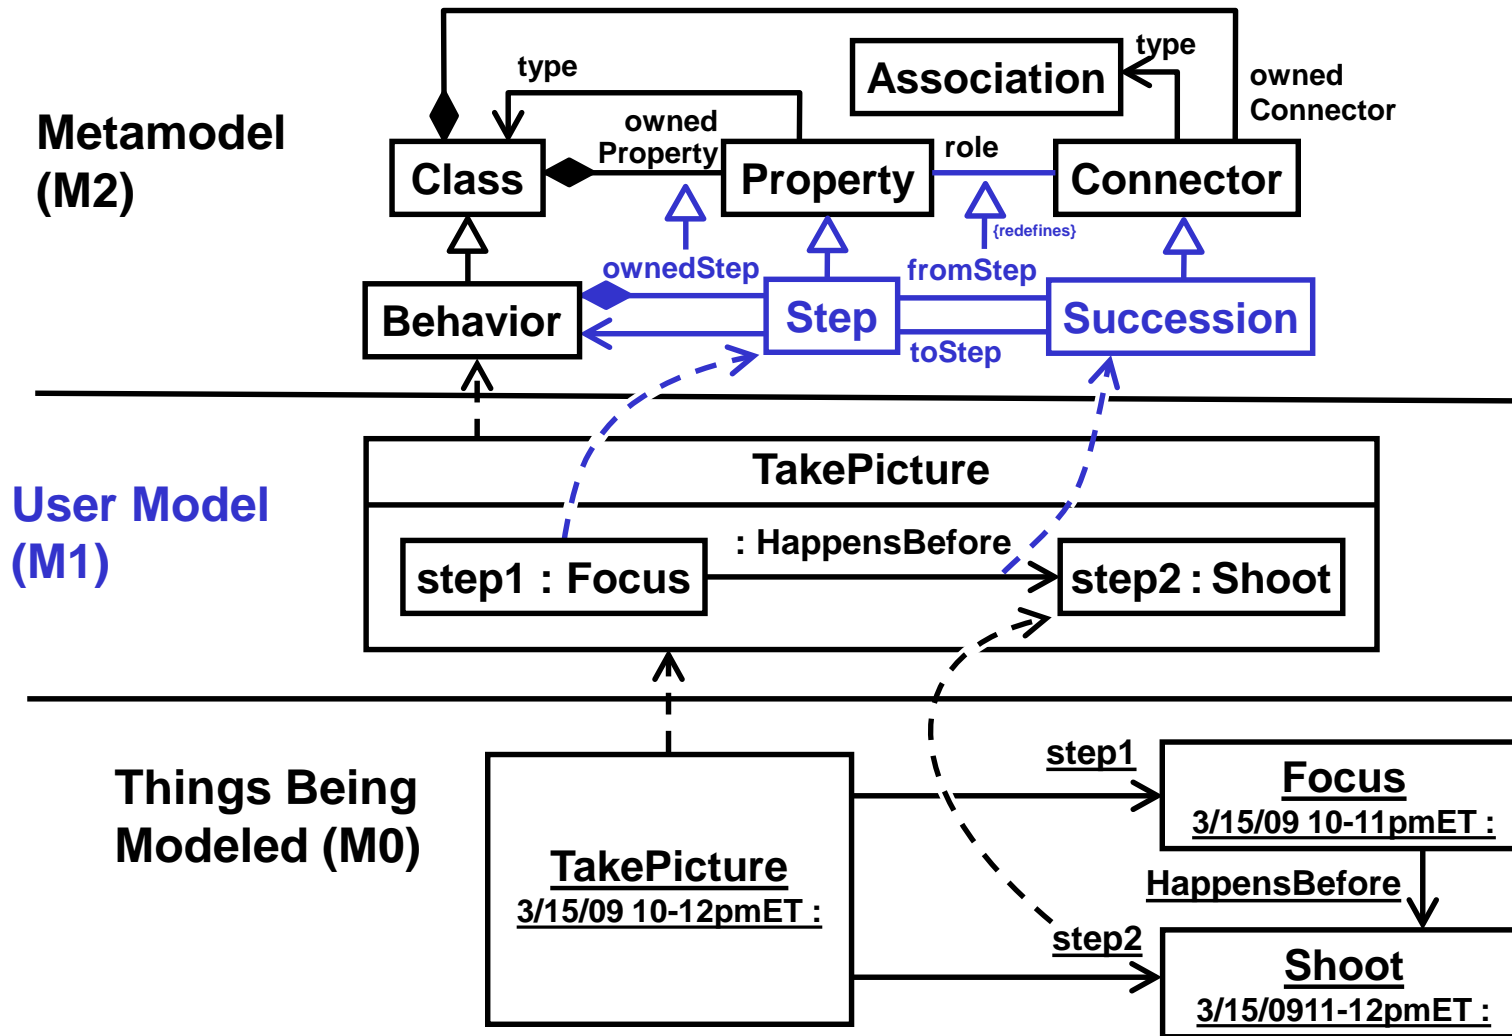 type
type
Association
owned
Connector
Metamodel
(M2)
owned
Property
role
Class
Property
Connector
{redefines}
ownedStep
fromStep
Behavior
Step
Succession
toStep
TakePicture
User Model
(M1)
: HappensBefore
step1 : Focus
step2 : Shoot
Things Being
Modeled (M0)
step1
Focus
3/15/09 10-11pmET :
TakePicture
3/15/09 10-12pmET :
HappensBefore
step2
Shoot
3/15/0911-12pmET :